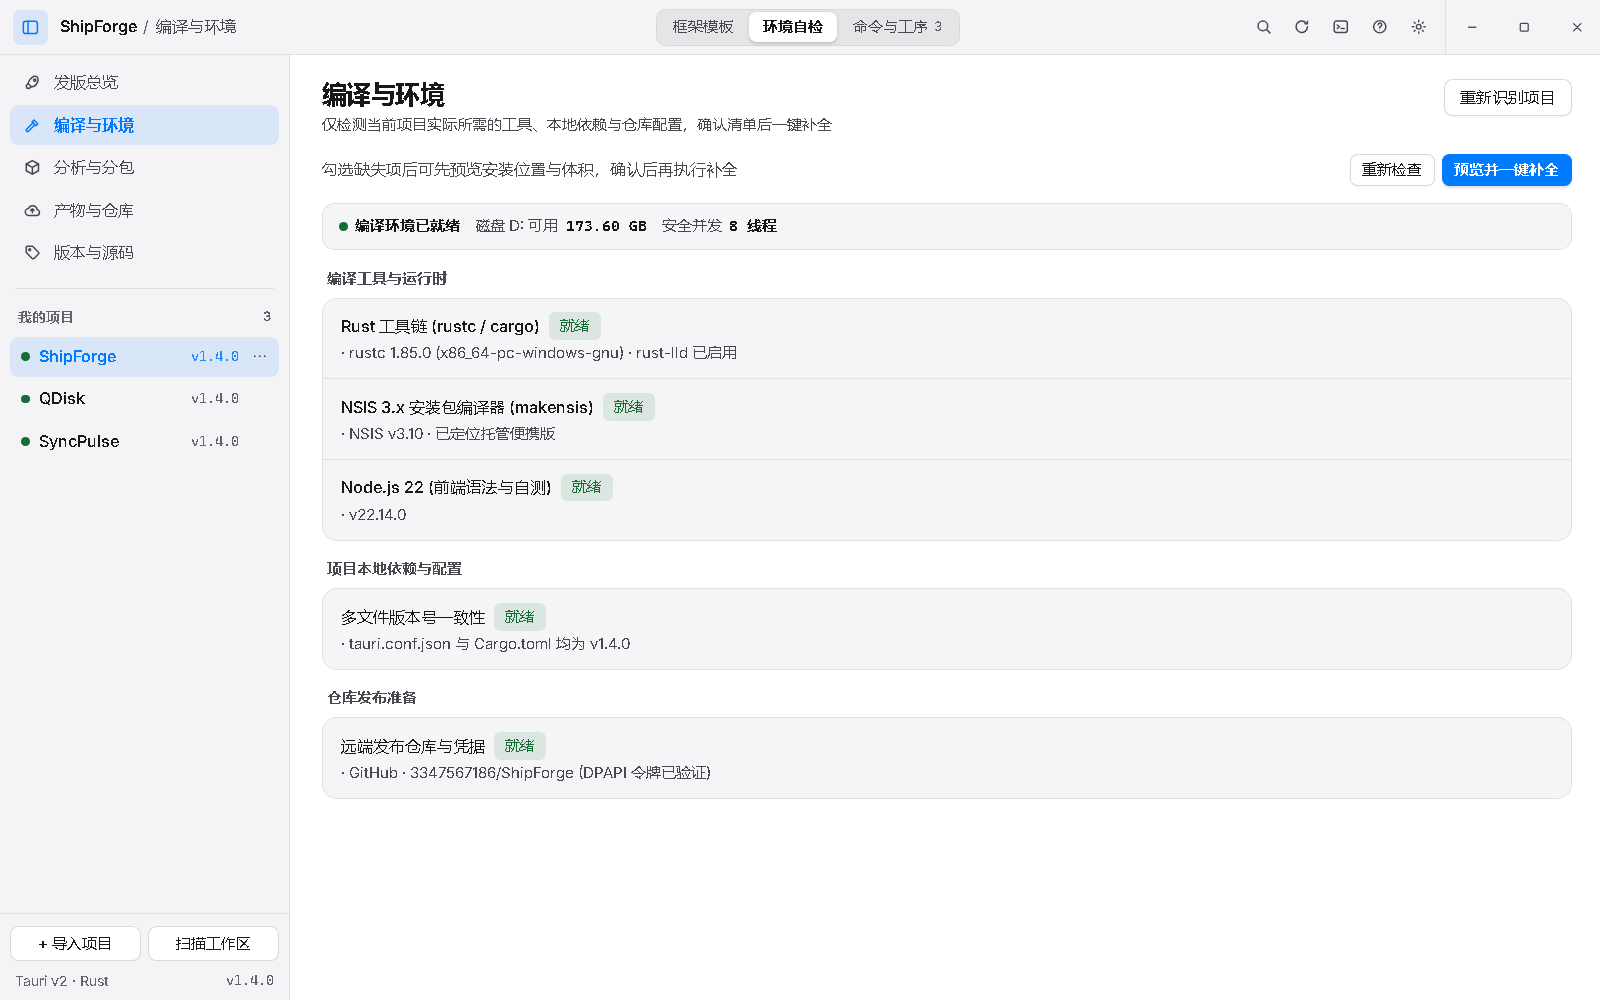 ShipForge / 编译与环境
框架模板 环境自检 命令与工序 3
发版总览
编译与环境
分析与分包
产物与仓库
版本与源码
我的项目 3
ShipForge v1.4.0 ···
QDisk v1.4.0
SyncPulse v1.4.0
+ 导入项目 扫描工作区
Tauri v2 · Rust v1.4.0
编译与环境
重新识别项目
仅检测当前项目实际所需的工具、本地依赖与仓库配置，确认清单后一键补全
勾选缺失项后可先预览安装位置与体积，确认后再执行补全
重新检查 预览并一键补全
编译环境已就绪 磁盘 D: 可用 173.60 GB 安全并发 8 线程
编译工具与运行时
Rust 工具链 (rustc / cargo) 就绪
· rustc 1.85.0 (x86_64-pc-windows-gnu) · rust-lld 已启用
NSIS 3.x 安装包编译器 (makensis) 就绪
· NSIS v3.10 · 已定位托管便携版
Node.js 22 (前端语法与自测) 就绪
· v22.14.0
项目本地依赖与配置
多文件版本号一致性 就绪
· tauri.conf.json 与 Cargo.toml 均为 v1.4.0
仓库发布准备
远端发布仓库与凭据 就绪
· GitHub · 3347567186/ShipForge (DPAPI 令牌已验证)